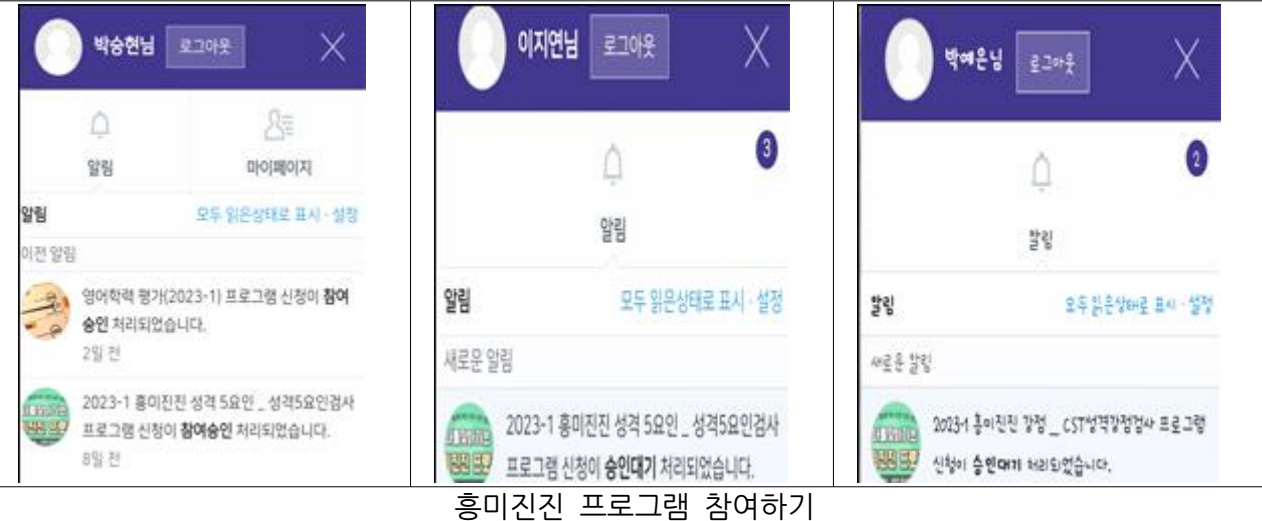 박승현님 로그아웃
알림 마이페이지
알림 모두 읽은상태로 표시 · 설정
이전 알림
영어학력 평가(2023-1) 프로그램 신청이 참여
승인 처리되었습니다.
2일 전
2023-1 흥미진진 성격 5요인 _ 성격5요인검사
프로그램 신청이 참여승인 처리되었습니다.
8일 전
이지연님 로그아웃
3
알림
알림 모두 읽은상태로 표시 · 설정
새로운 알림
2023-1 흥미진진 성격 5요인 _ 성격5요인검사
프로그램 신청이 승인대기 처리되었습니다.
박예은님 로그아웃
2
알림
알림 모두 읽은상태로 표시 · 설정
새로운 알림
2023-1 흥미진진 강점 _ CST성격강점검사 프로그램
신청이 승인대기 처리되었습니다.
흥미진진 프로그램 참여하기